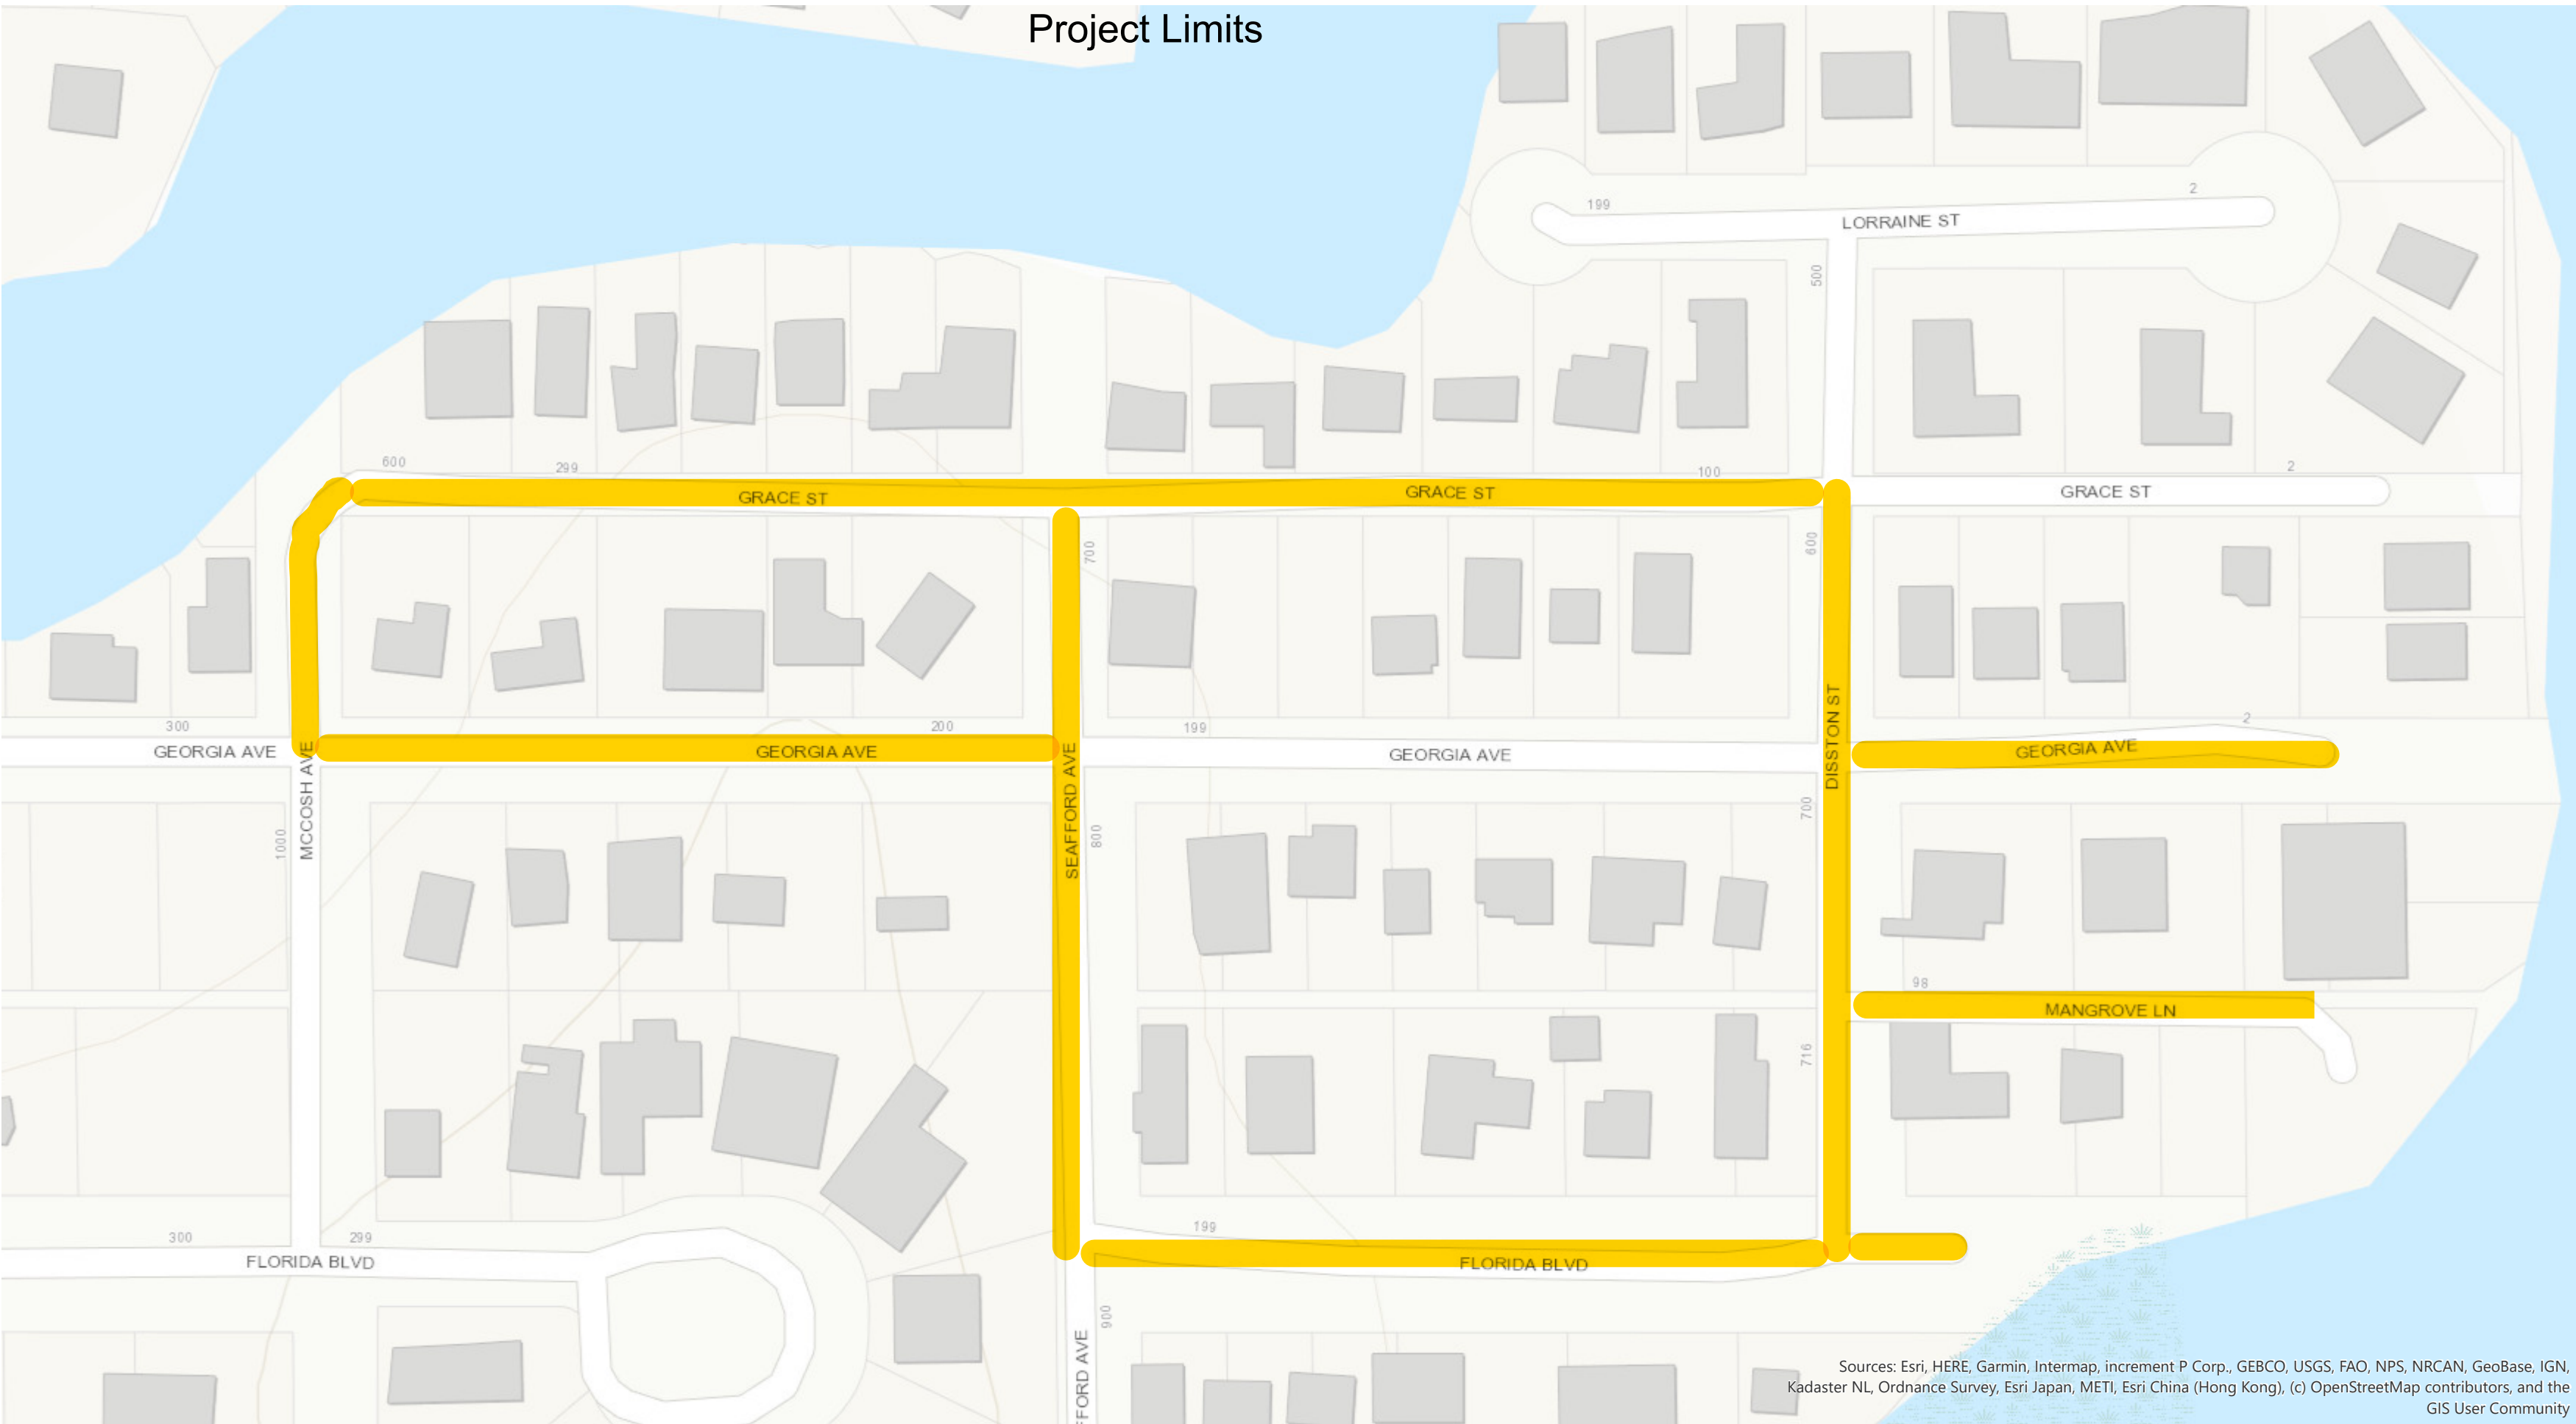 Project Limits
2
199
LORRAINE ST
500
600
299
100
2
GRACE ST
GRACE ST
GRACE ST
700
600
300
200
199
2
GEORGIA AVE
GEORGIA AVE
GEORGIA AVE
GEORGIA AVE
MCCOSH AVE
SEAFFORD AVE
DISSTON ST
1000
800
700
98
MANGROVE LN
716
300
299
199
FLORIDA BLVD
FLORIDA BLVD
900
FFORD AVE
Sources: Esri, HERE, Garmin, Intermap, increment P Corp., GEBCO, USGS, FAO, NPS, NRCAN, GeoBase, IGN,
Kadaster NL, Ordnance Survey, Esri Japan, METI, Esri China (Hong Kong), (c) OpenStreetMap contributors, and the
GIS User Community